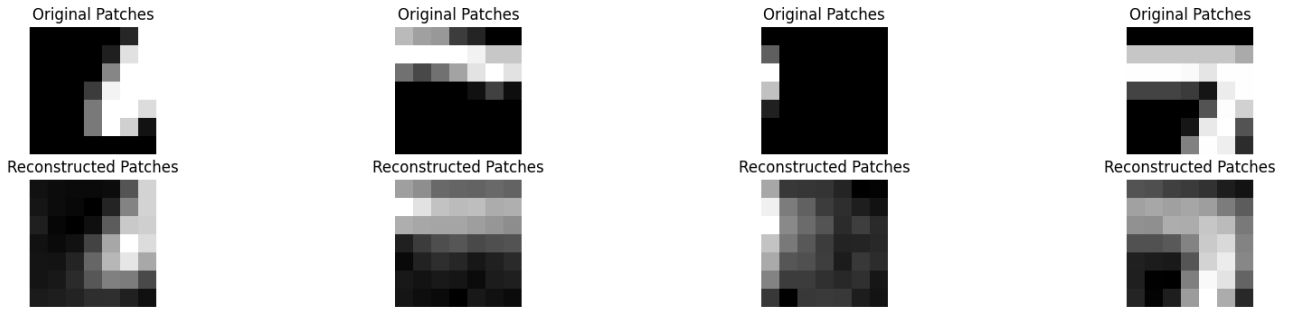 Original Patches Original Patches Original Patches Original Patches
Reconstructed Patches Reconstructed Patches Reconstructed Patches Reconstructed Patches